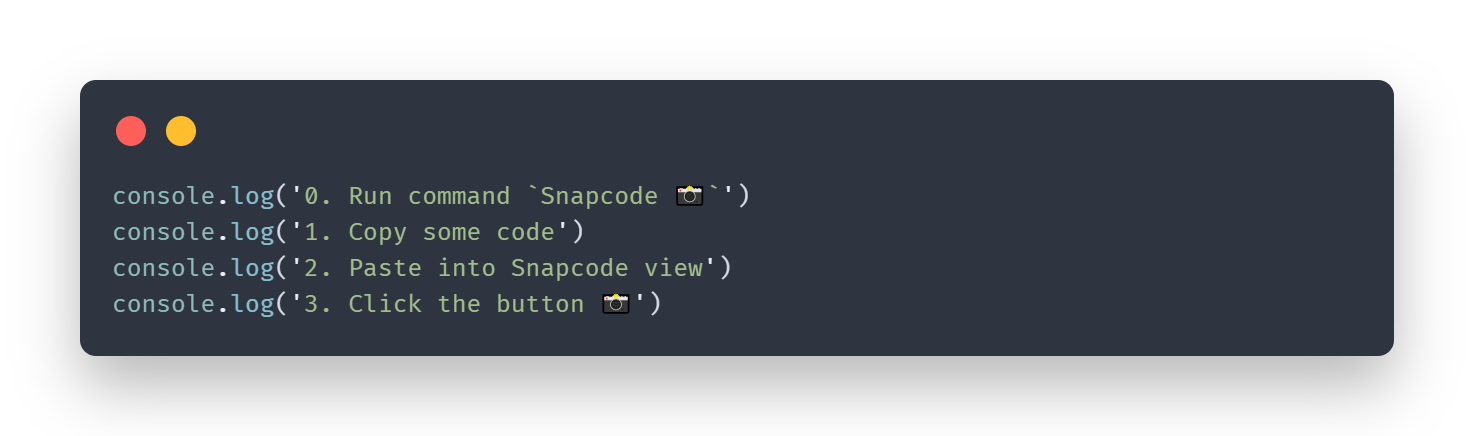 console.log('0. Run command `Snapcode 📸`')
console.log('1. Copy some code')
console.log('2. Paste into Snapcode view')
console.log('3. Click the button 📸')